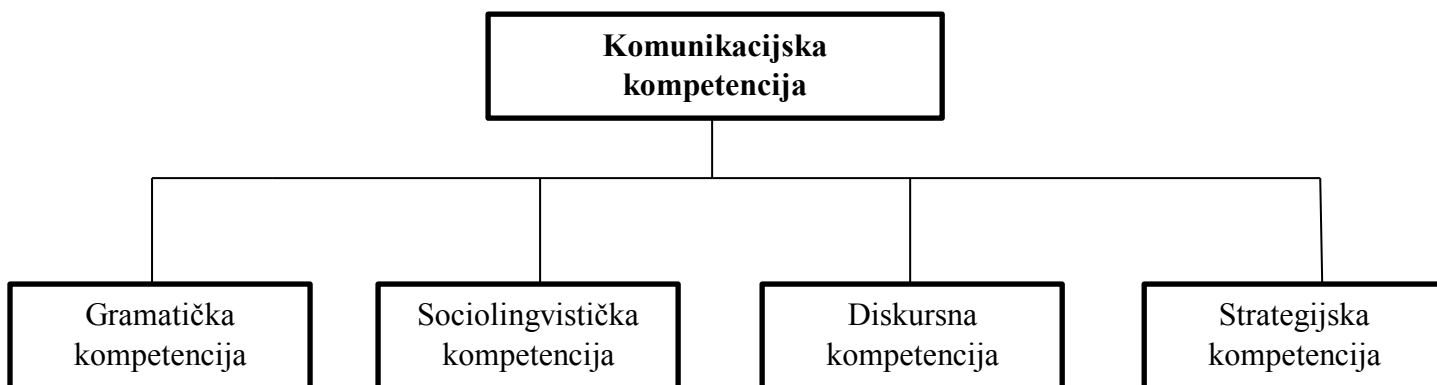 Komunikacijska
kompetencija
Gramatička
kompetencija
Sociolingvistička
kompetencija
Diskursna
kompetencija
Strategijska
kompetencija